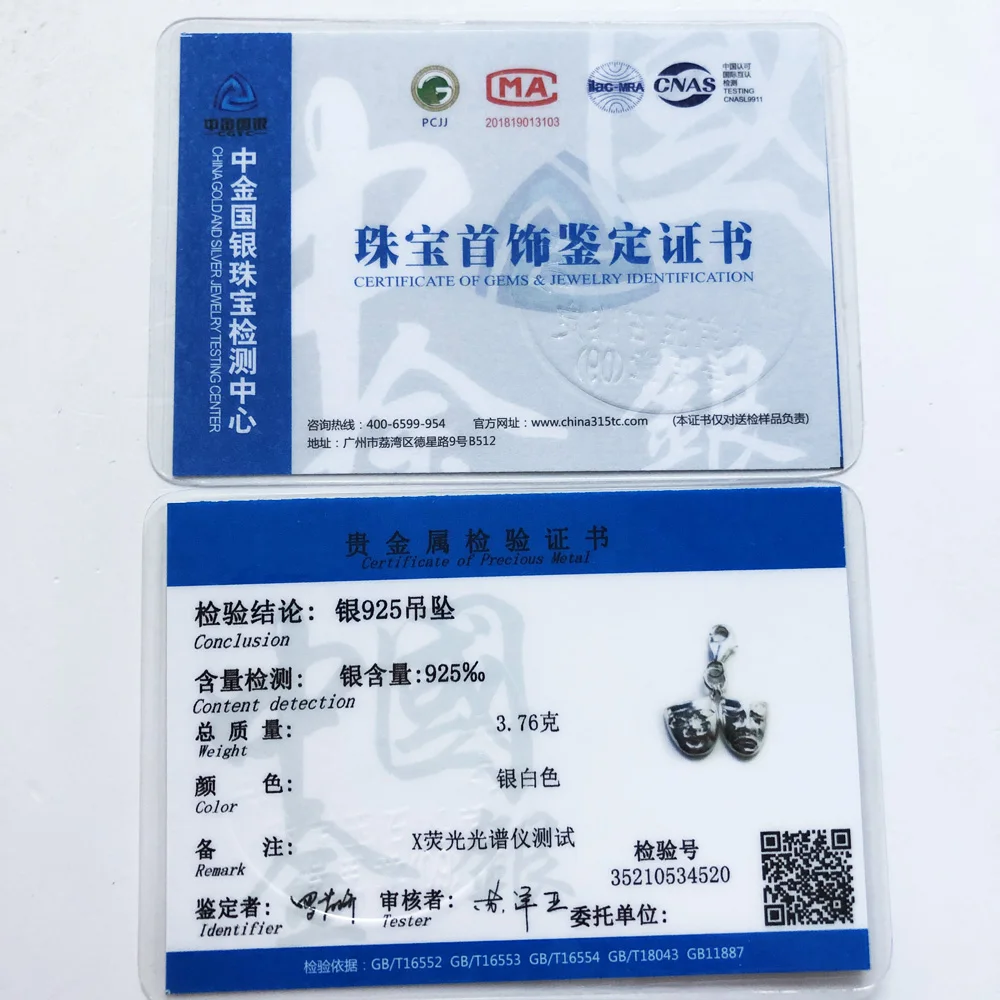 中金国银
CGTC
中金国银珠宝检测中心
CHINA GOLD AND SILVER JEWELRY TESTING CENTER
PCJJ
MA
201819013103
ilac-MRA
CNAS
中国认可
国际互认
检测
TESTING
CNASL9911
珠宝首饰鉴定证书
CERTIFICATE OF GEMS & JEWELRY IDENTIFICATION
咨询热线：400-6599-954 官方网址：www.china315tc.com (本证书仅对送检样品负责)
地址：广州市荔湾区德星路9号B512
贵金属检验证书
Certificate of Precious Metal
检验结论: 银925吊坠
Conclusion
含量检测: 银含量:925‰
Content detection
总质量: 3.76克
Weight
颜色: 银白色
Color
备注: X荧光光谱仪测试
Remark
检验号
35210534520
鉴定者: 审核者: 委托单位:
Identifier Tester
检验依据：GB/T16552 GB/T16553 GB/T16554 GB/T18043 GB11887